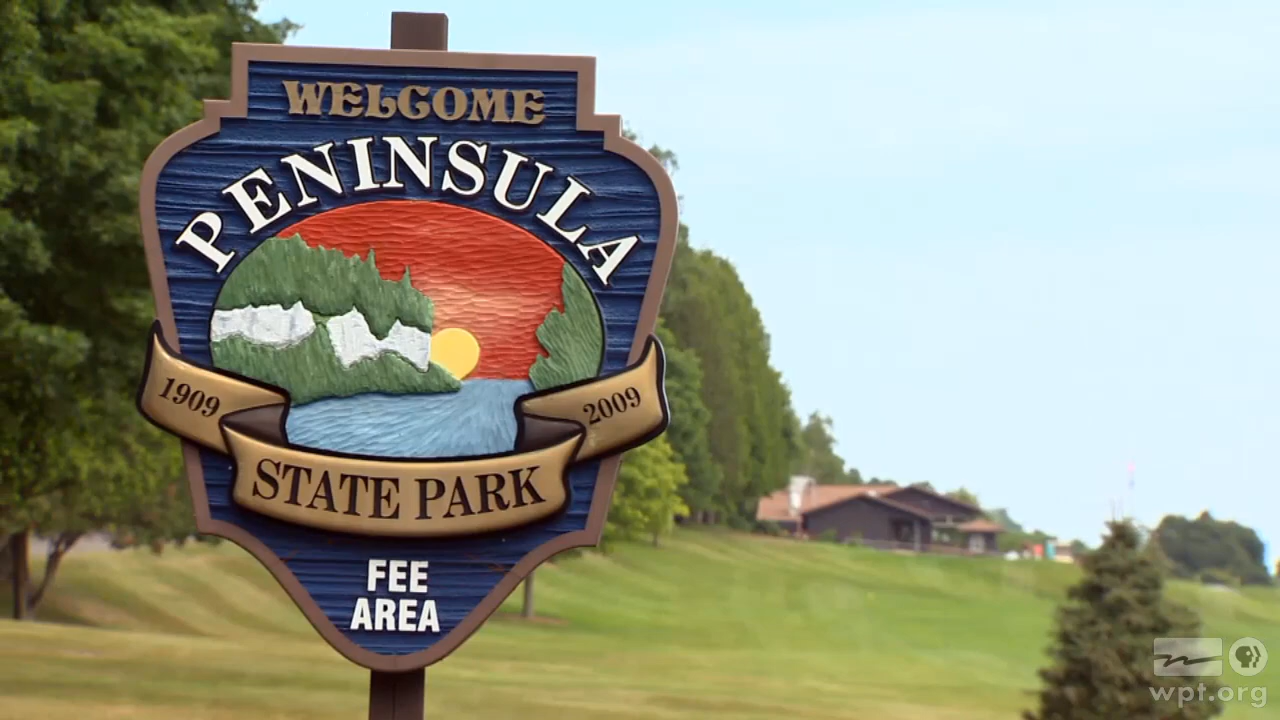 WELCOME
PENINSULA
1909
2009
STATE PARK
FEE
AREA
wpt.org